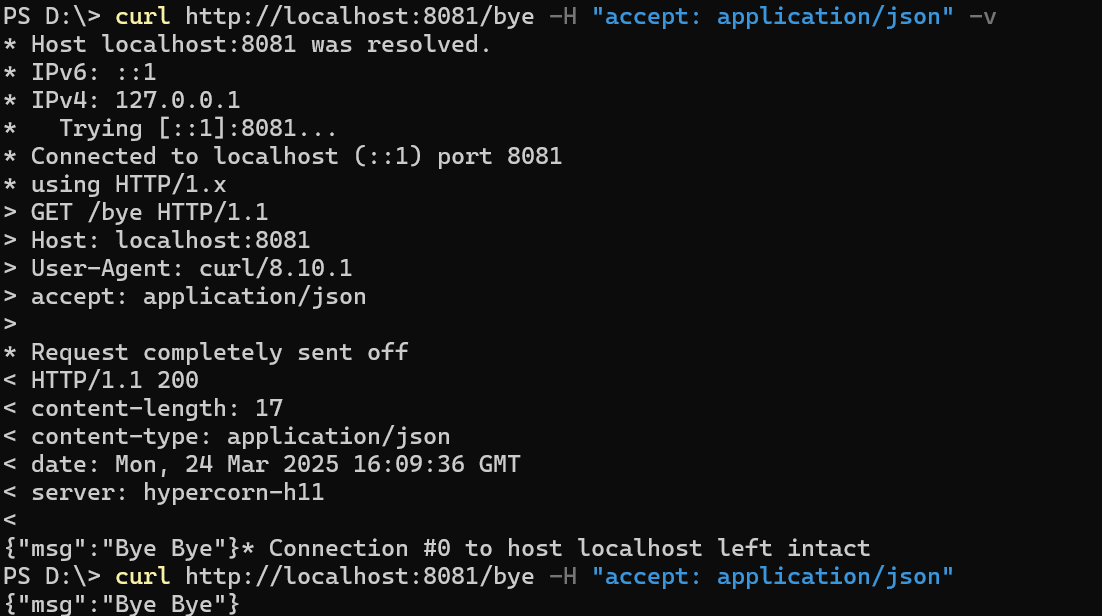 PS D:\> curl http://localhost:8081/bye -H "accept: application/json" -v
* Host localhost:8081 was resolved.
* IPv6: ::1
* IPv4: 127.0.0.1
*   Trying [::1]:8081...
* Connected to localhost (::1) port 8081
* using HTTP/1.x
> GET /bye HTTP/1.1
> Host: localhost:8081
> User-Agent: curl/8.10.1
> accept: application/json
>
* Request completely sent off
< HTTP/1.1 200
< content-length: 17
< content-type: application/json
< date: Mon, 24 Mar 2025 16:09:36 GMT
< server: hypercorn-h11
<
{"msg":"Bye Bye"}* Connection #0 to host localhost left intact
PS D:\> curl http://localhost:8081/bye -H "accept: application/json"
{"msg":"Bye Bye"}